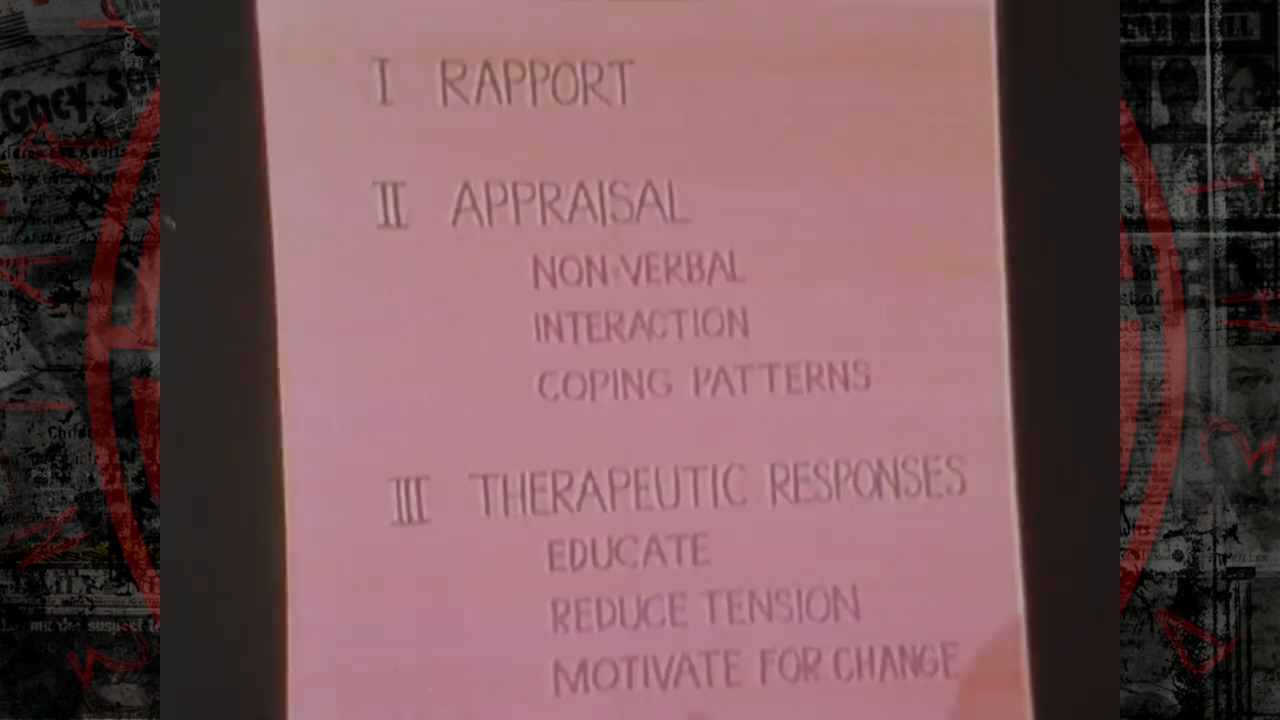 I RAPPORT
II APPRAISAL
NON-VERBAL
INTERACTION
COPING PATTERNS
III THERAPEUTIC RESPONSES
EDUCATE
REDUCE TENSION
MOTIVATE FOR CHANGE